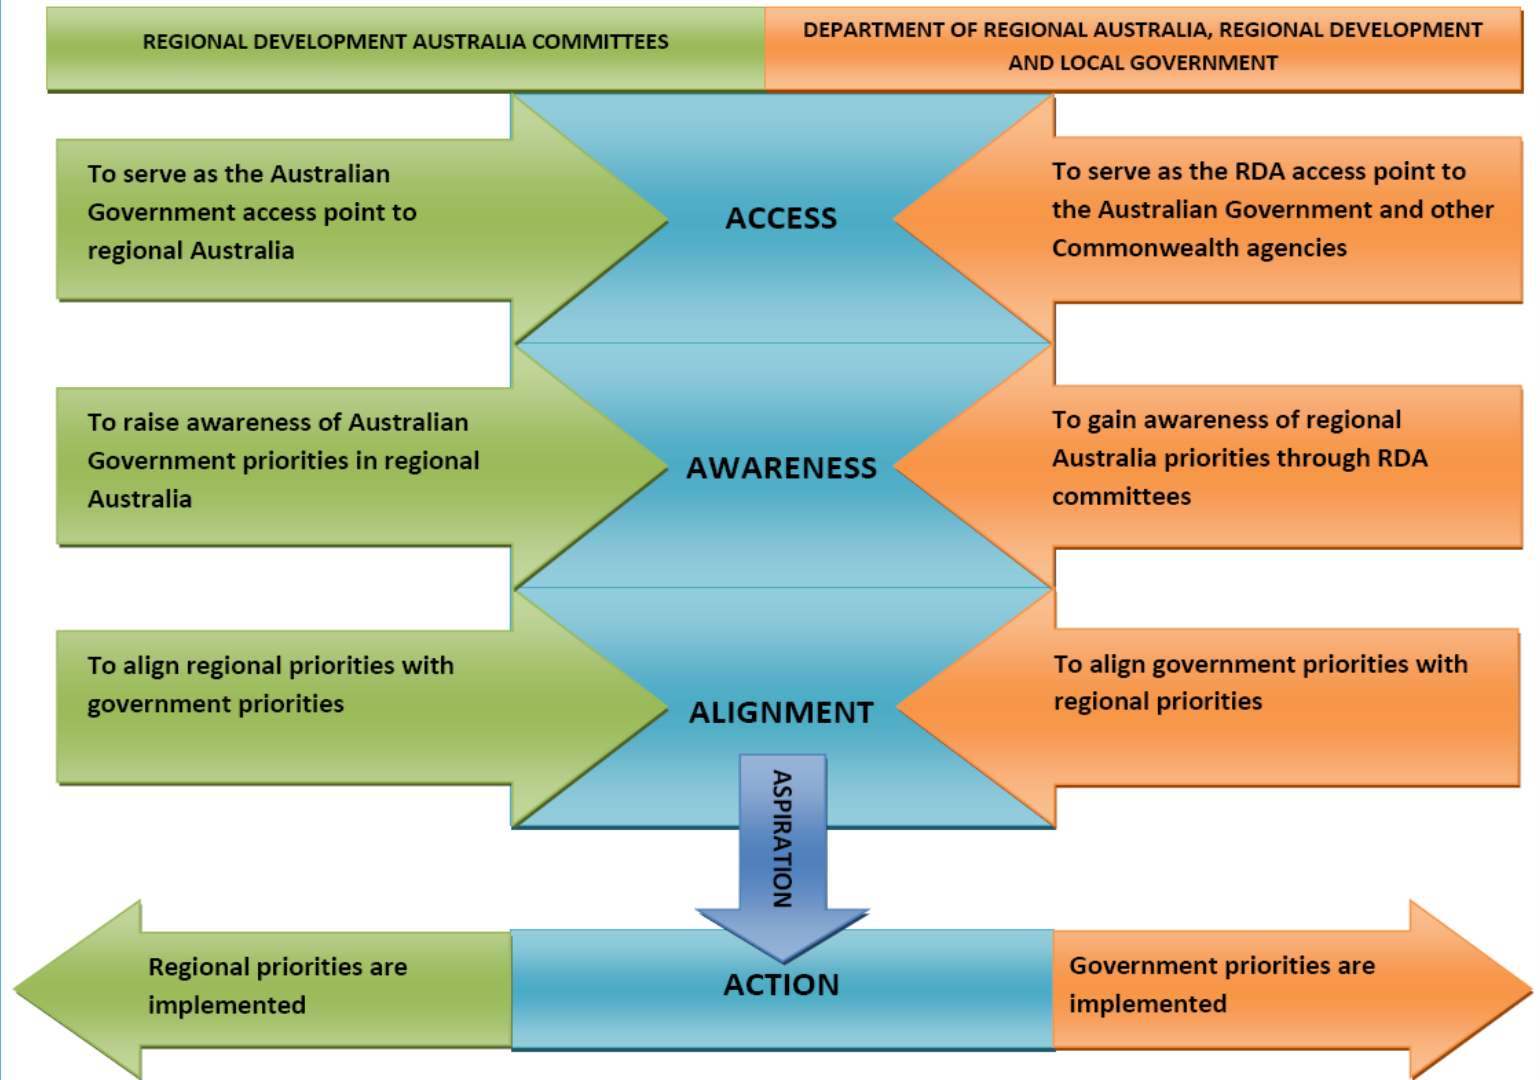 REGIONAL DEVELOPMENT AUSTRALIA COMMITTEES
DEPARTMENT OF REGIONAL AUSTRALIA, REGIONAL DEVELOPMENT
AND LOCAL GOVERNMENT
To serve as the Australian
Government access point to
regional Australia
ACCESS
To serve as the RDA access point to
the Australian Government and other
Commonwealth agencies
To raise awareness of Australian
Government priorities in regional
Australia
AWARENESS
To gain awareness of regional
Australia priorities through RDA
committees
To align regional priorities with
government priorities
ALIGNMENT
To align government priorities with
regional priorities
ASPIRATION
Regional priorities are
implemented
ACTION
Government priorities are
implemented